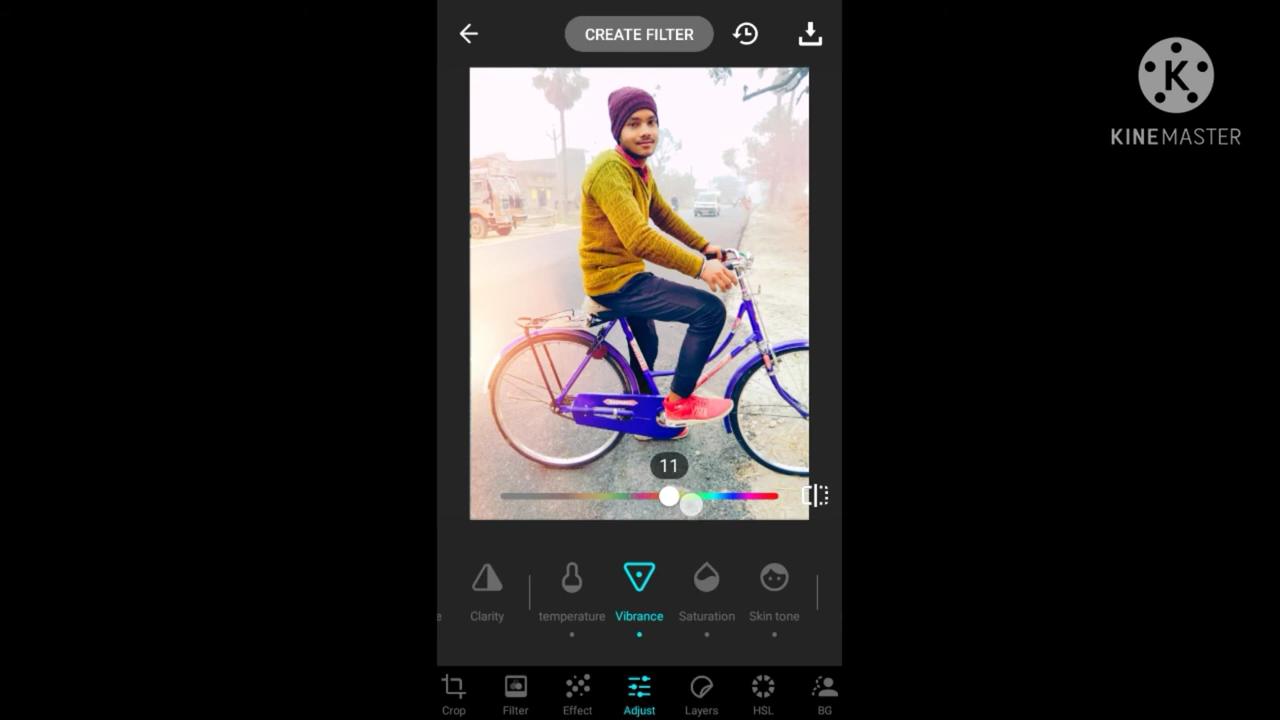 CREATE FILTER
KINEMASTER
11
e
Clarity
temperature
Vibrance
Saturation
Skin tone
Crop
Filter
Effect
Adjust
Layers
HSL
BG